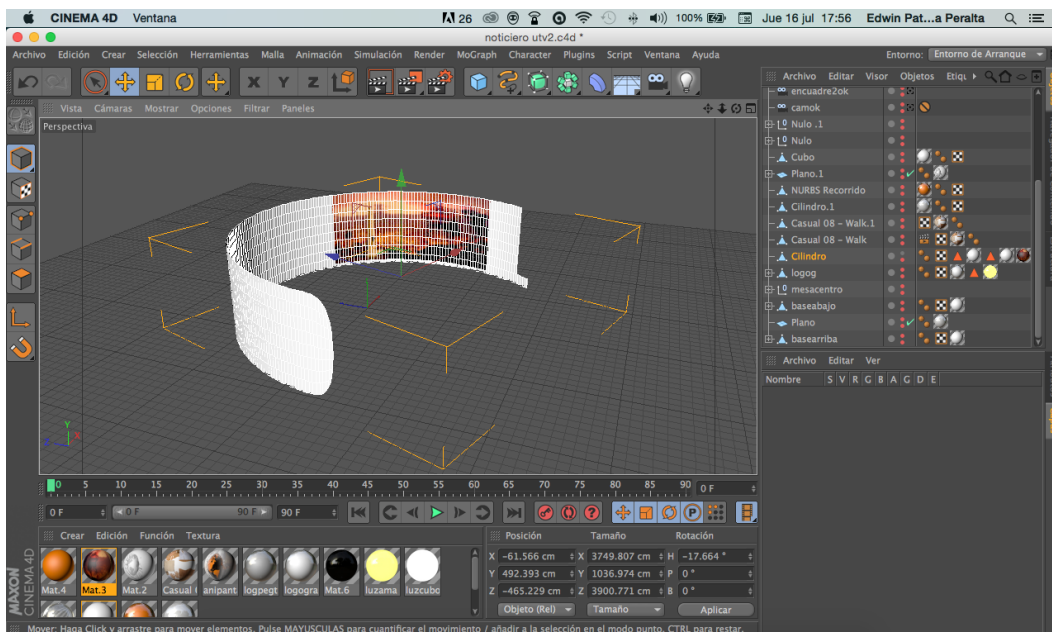 CINEMA 4D Ventana 26 100% Jue 16 jul 17:56 Edwin Pat...a Peralta
noticiero utv2.c4d *
Archivo Edición Crear Selección Herramientas Malla Animación Simulación Render MoGraph Character Plugins Script Ventana Ayuda Entorno: Entorno de Arranque
X Y Z
Archivo Editar Visor Objetos Etiqu
Vista Cámaras Mostrar Opciones Filtrar Paneles
Perspectiva
encuadre2ok
camok
Nulo .1
Nulo
Cubo
Plano.1
NURBS Recorrido
Cilindro.1
Casual 08 - Walk.1
Casual 08 - Walk
Cilindro
logog
mesacentro
baseabajo
Plano
basearriba
Archivo Editar Ver
Nombre S V R G B A G D E
Y
X
Z
0 5 10 15 20 25 30 35 40 45 50 55 60 65 70 75 80 85 90 0 F
0 F 0 F 90 F 90 F
Crear Edición Función Textura
Mat.4 Mat.3 Mat.2 Casual anipant logpegt logogra Mat.6 luzama luzcubo
Posición Tamaño Rotación
X -61.566 cm X 3749.807 cm H -17.664 °
Y 492.393 cm Y 1036.974 cm P 0 °
Z -465.229 cm Z 3900.771 cm B 0 °
Objeto (Rel) Tamaño Aplicar
MAXON
CINEMA 4D
Mover: Haga Click y arrastre para mover elementos. Pulse MAYUSCULAS para cuantificar el movimiento / añadir a la selección en el modo punto, CTRL para restar.